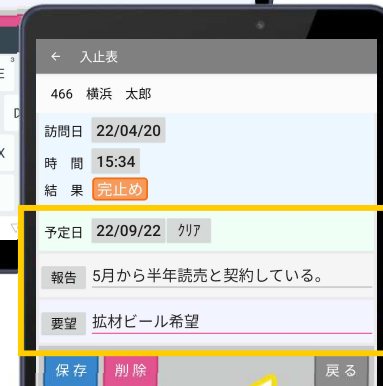 ← 入止表
466 横浜 太郎
訪問日 22/04/20
時 間 15:34
結 果 完止め
予定日 22/09/22 クリア
報告 5月から半年読売と契約している。
要望 拡材ビール希望
保存 削除 戻る
3
E
D
X